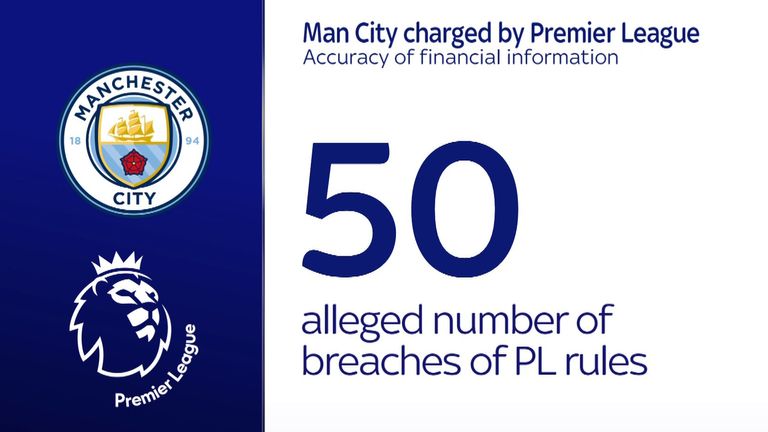 Man City charged by Premier League
Accuracy of financial information
MANCHESTER
18 94
CITY
50
alleged number of
breaches of PL rules
Premier League